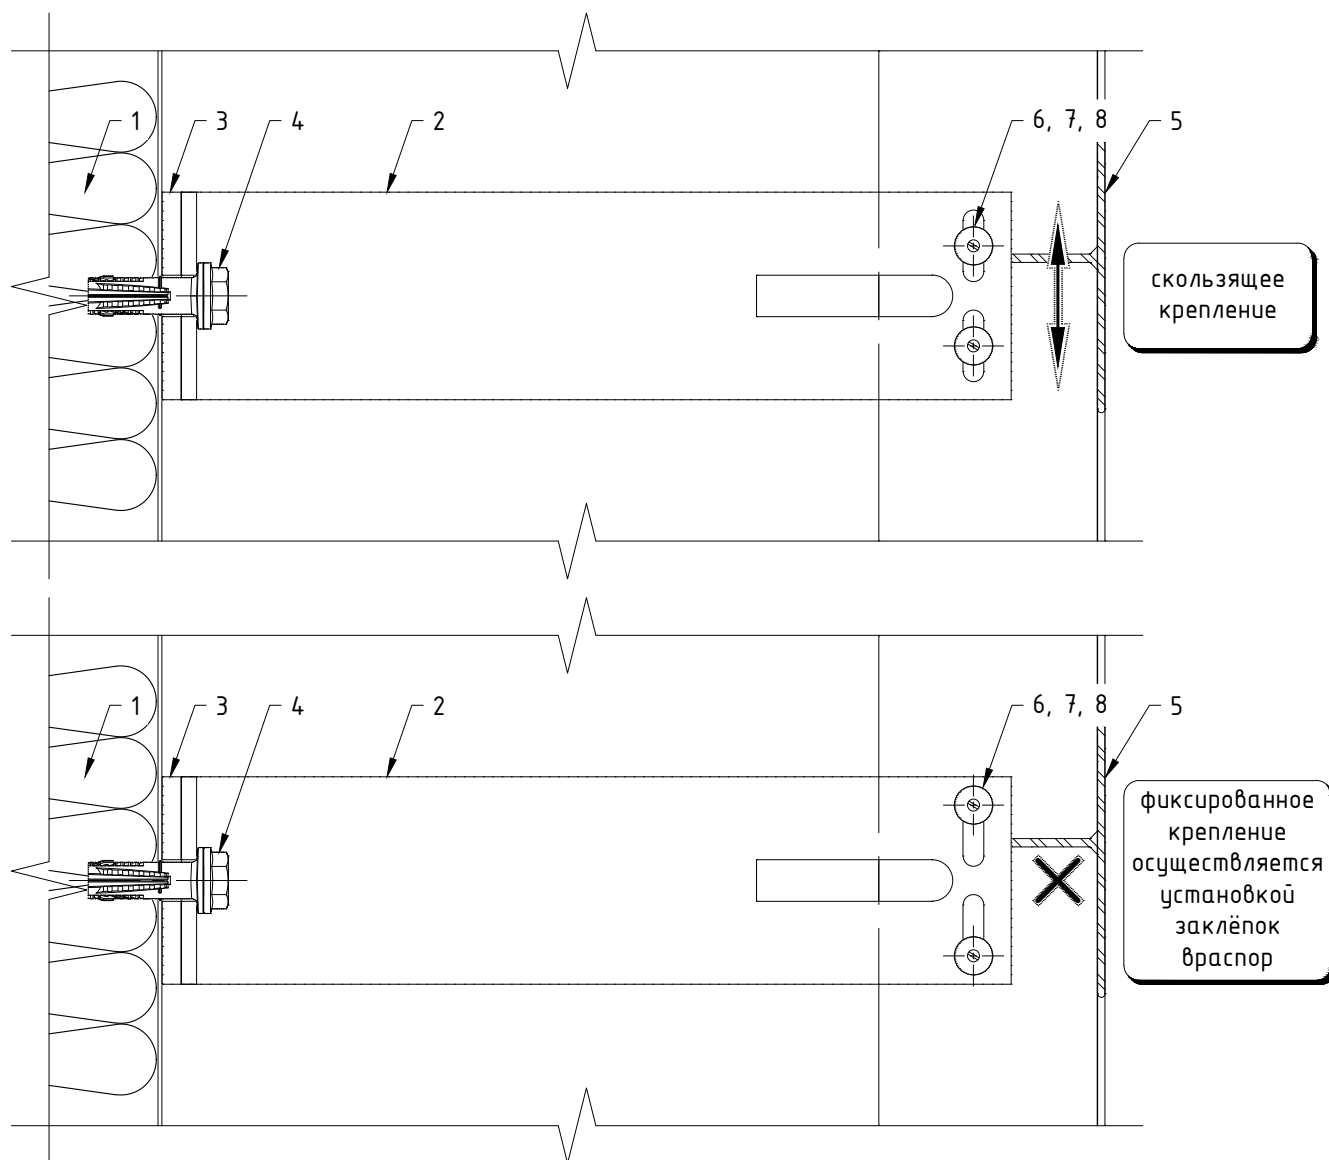 1
3
4
2
6, 7, 8
5
скользящее
крепление
1
3
4
2
6, 7, 8
5
фиксированное
крепление
осуществляется
установкой
заклёпок
враспор